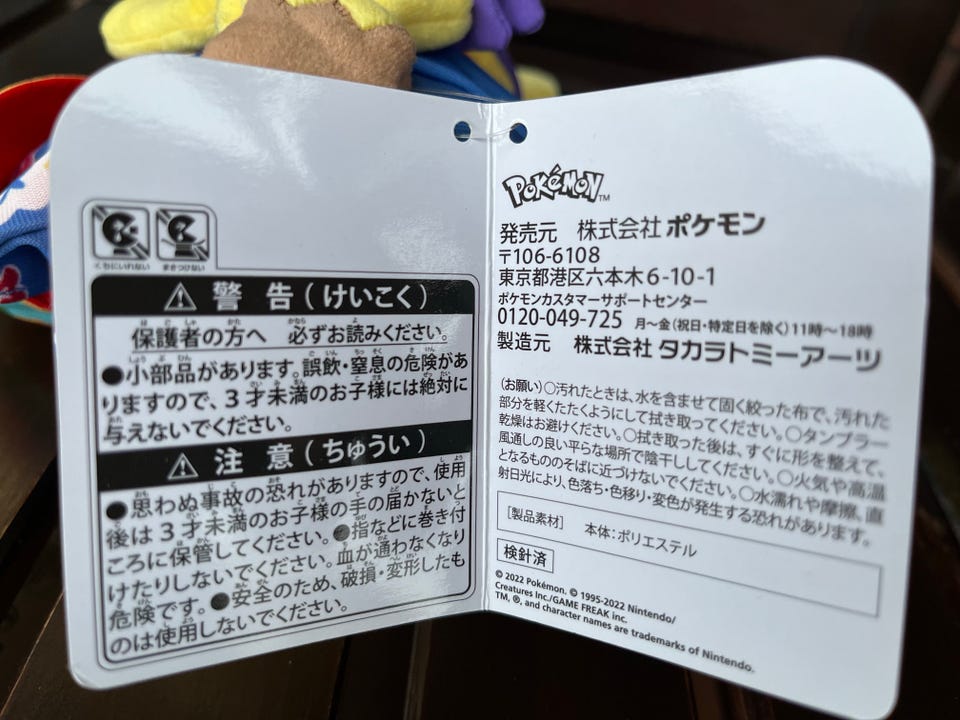 くちにいれない まきつけない
警告(けいこく)
保護者の方へ 必ずお読みください。
●小部品があります。誤飲・窒息の危険があ
りますので、3才未満のお子様には絶対に
与えないでください。
注意(ちゅうい)
●思わぬ事故の恐れがありますので、使用
後は3才未満のお子様の手の届かないと
ころに保管してください。●指などに巻き付
けたりしないでください。血が通わなくなり
危険です。●安全のため、破損・変形したも
のは使用しないでください。
POKéMON TM
発売元 株式会社 ポケモン
〒106-6108
東京都港区六本木6-10-1
ポケモンカスタマーサポートセンター
0120-049-725 月～金(祝日・特定日を除く)11時～18時
製造元 株式会社 タカラトミーアーツ
(お願い)○汚れたときは、水を含ませて固く絞った布で、汚れた
部分を軽くたたくようにして拭き取ってください。○タンブラー
乾燥はお避けください。○拭き取った後は、すぐに形を整えて、
風通しの良い平らな場所で陰干ししてください。○火気や高温
となるもののそばに近づけないでください。○水濡れや摩擦、直
射日光により、色落ち・色移り・変色が発生する恐れがあります。
[製品素材] 本体:ポリエステル
検針済
© 2022 Pokémon. © 1995-2022 Nintendo/
Creatures Inc./GAME FREAK inc.
TM, ®, and character names are trademarks of Nintendo.